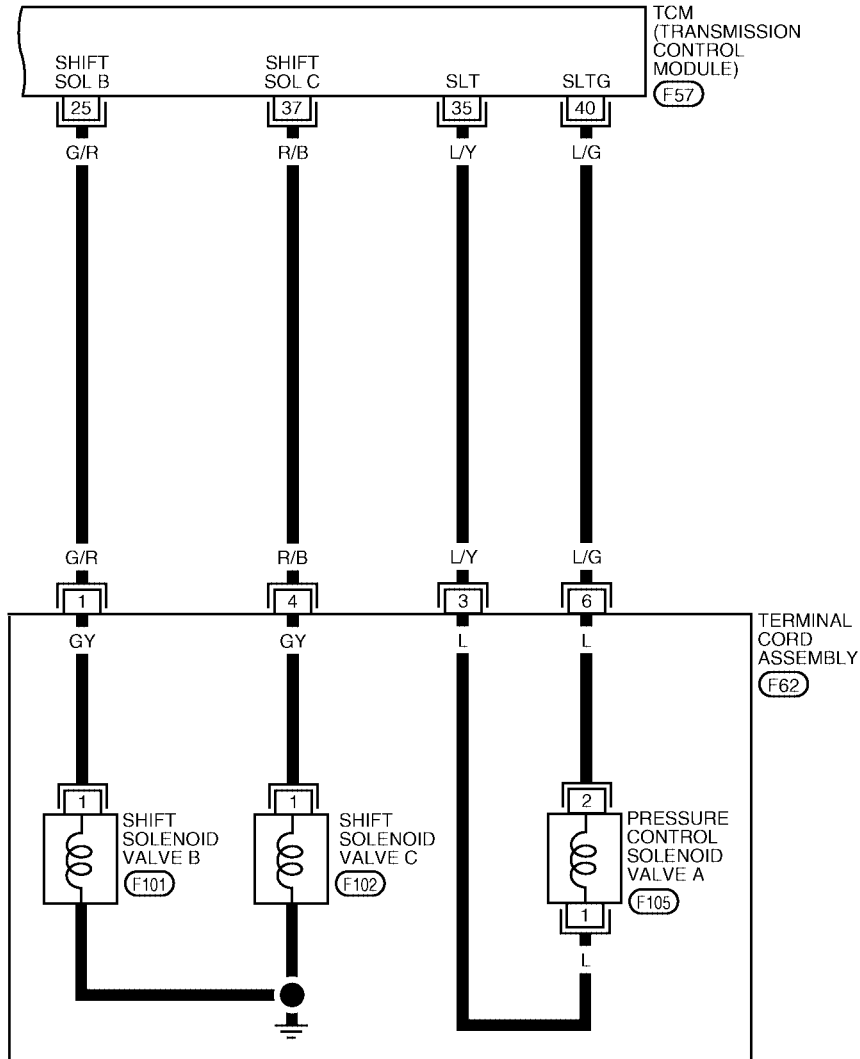 TCM
(TRANSMISSION
CONTROL
MODULE)
F57
SHIFT
SOL B
SHIFT
SOL C
SLT
SLTG
25
37
35
40
G/R
R/B
L/Y
L/G
G/R
R/B
L/Y
L/G
1
4
3
6
TERMINAL
CORD
ASSEMBLY
F62
GY
GY
L
L
1
1
2
SHIFT
SOLENOID
VALVE B
F101
SHIFT
SOLENOID
VALVE C
F102
PRESSURE
CONTROL
SOLENOID
VALVE A
F105
1
L